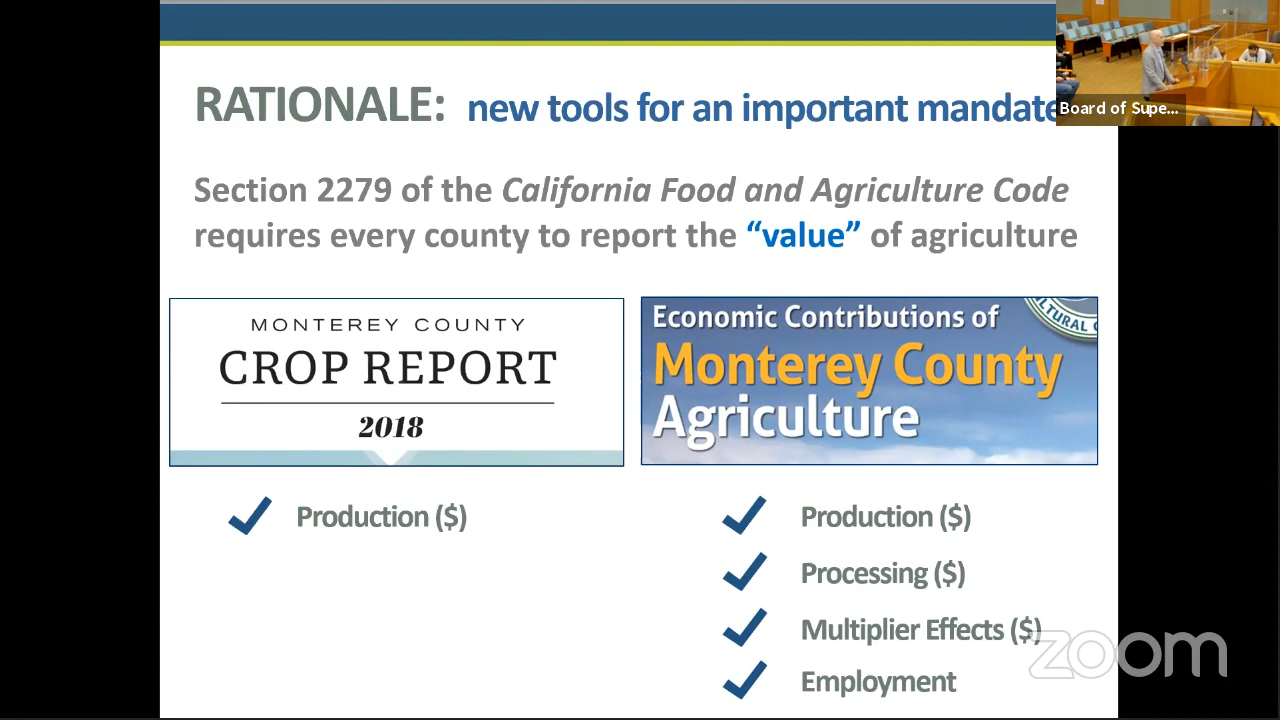 RATIONALE: new tools for an important mandate
Board of Supe...
Section 2279 of the California Food and Agriculture Code
requires every county to report the “value” of agriculture
MONTEREY COUNTY
CROP REPORT
2018
Economic Contributions of
Monterey County
Agriculture
Production ($)
Production ($)
Processing ($)
Multiplier Effects ($)
Employment
zoom